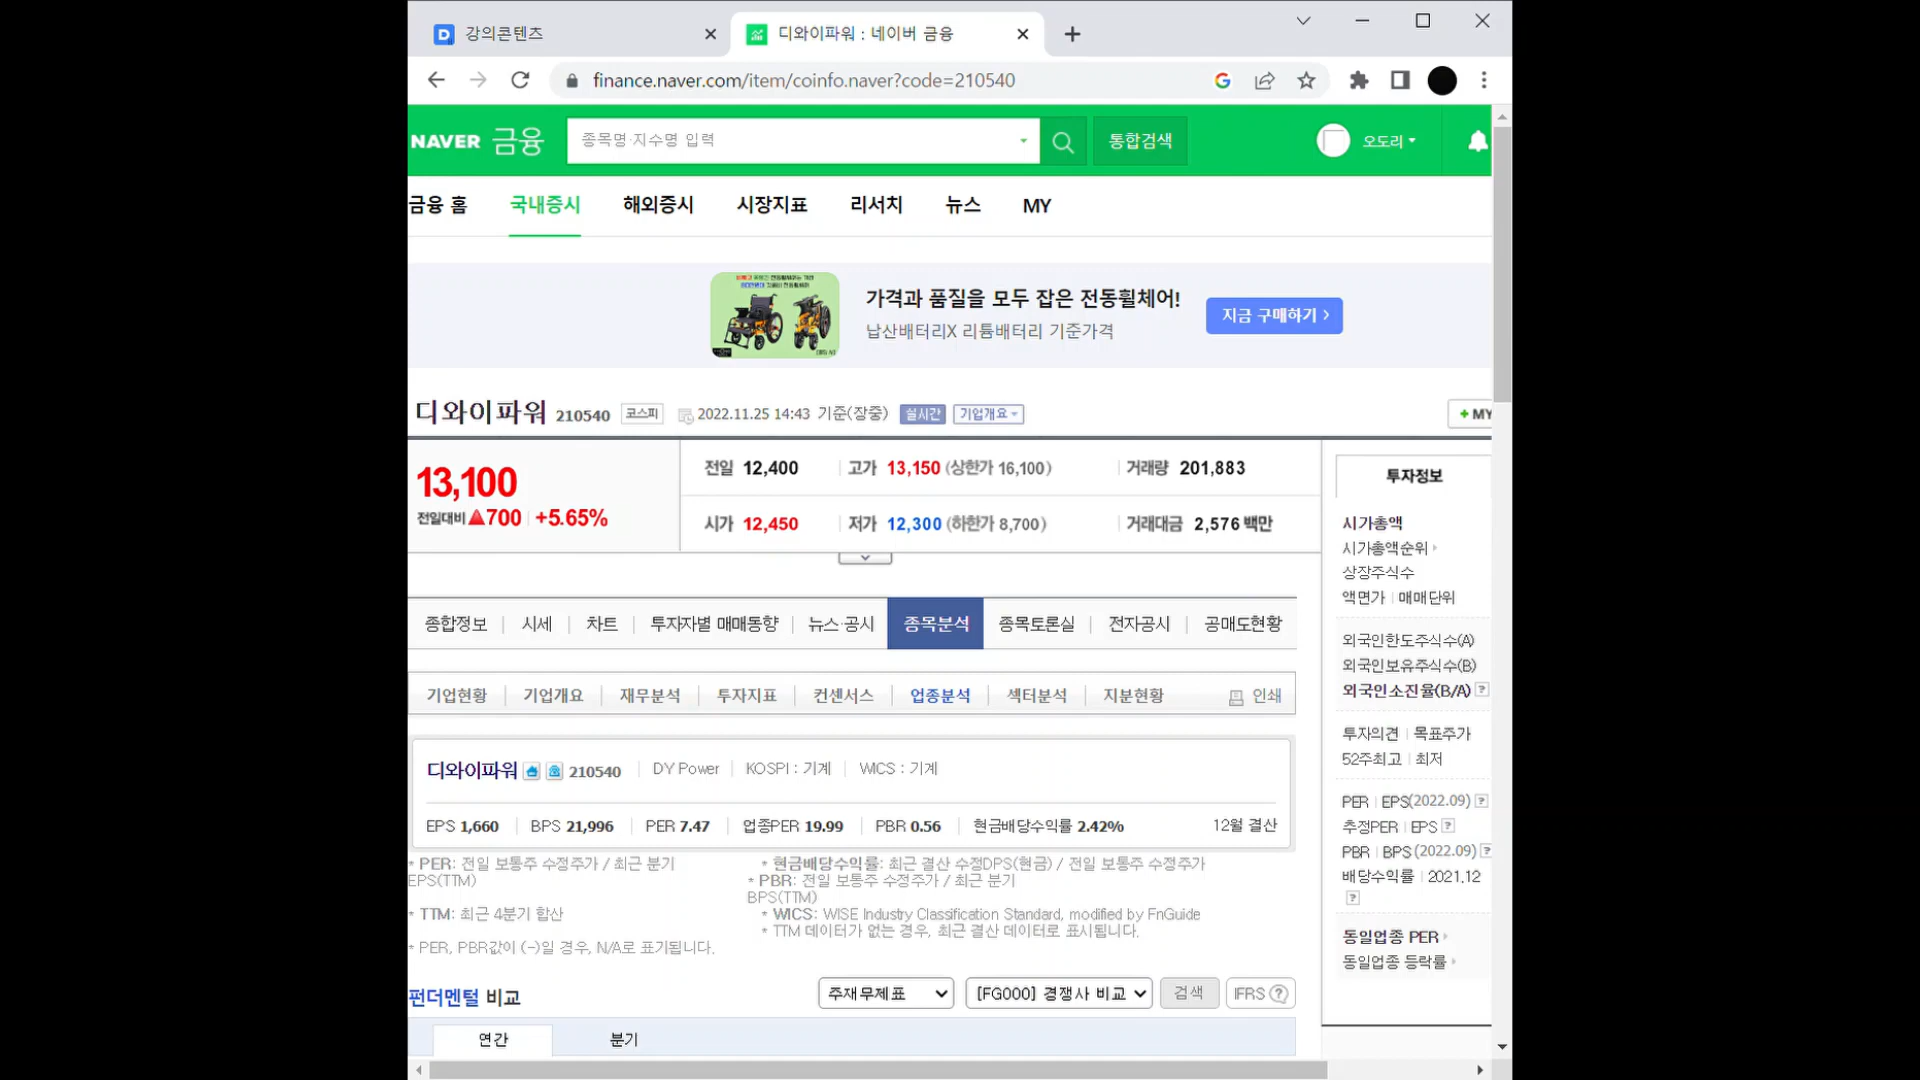 강의콘텐츠
디와이파워 : 네이버 금융
finance.naver.com/item/coinfo.naver?code=210540
NAVER 금융
종목명·지수명 입력
통합검색
오도리
금융 홈 국내증시 해외증시 시장지표 리서치 뉴스 MY
가격과 품질을 모두 잡은 전동휠체어!
납산배터리X 리튬배터리 기준가격
지금 구매하기
디와이파워 210540 코스피 2022.11.25 14:43 기준(장중) 실시간 기업개요
+ MY
13,100
전일대비 ▲700 +5.65%
전일 12,400 고가 13,150 (상한가 16,100) 거래량 201,883
시가 12,450 저가 12,300 (하한가 8,700) 거래대금 2,576 백만
투자정보
시가총액
시가총액순위
상장주식수
액면가 매매단위
외국인한도주식수(A)
외국인보유주식수(B)
외국인소진율(B/A) ?
투자의견 목표주가
52주최고 최저
PER EPS(2022.09) ?
추정PER EPS ?
PBR BPS (2022.09) ?
배당수익률 2021.12
?
동일업종 PER
동일업종 등락률
종합정보 시세 차트 투자자별 매매동향 뉴스·공시 종목분석 종목토론실 전자공시 공매도현황
기업현황 기업개요 재무분석 투자지표 컨센서스 업종분석 섹터분석 지분현황 인쇄
디와이파워 210540 DY Power KOSPI : 기계 WICS : 기계
EPS 1,660 BPS 21,996 PER 7.47 업종PER 19.99 PBR 0.56 현금배당수익률 2.42% 12월 결산
* PER: 전일 보통주 수정주가 / 최근 분기
EPS(TTM)
* TTM: 최근 4분기 합산
* PER, PBR값이 (-)일 경우, N/A로 표기됩니다.
* 현금배당수익률: 최근 결산 수정DPS(현금) / 전일 보통주 수정주가
* PBR: 전일 보통주 수정주가 / 최근 분기
BPS(TTM)
* WICS: WISE Industry Classification Standard, modified by FnGuide
* TTM 데이터가 없는 경우, 최근 결산 데이터로 표시됩니다.
펀더멘털 비교 주재무제표 [FG000] 경쟁사 비교 검색 IFRS ?
연간 분기